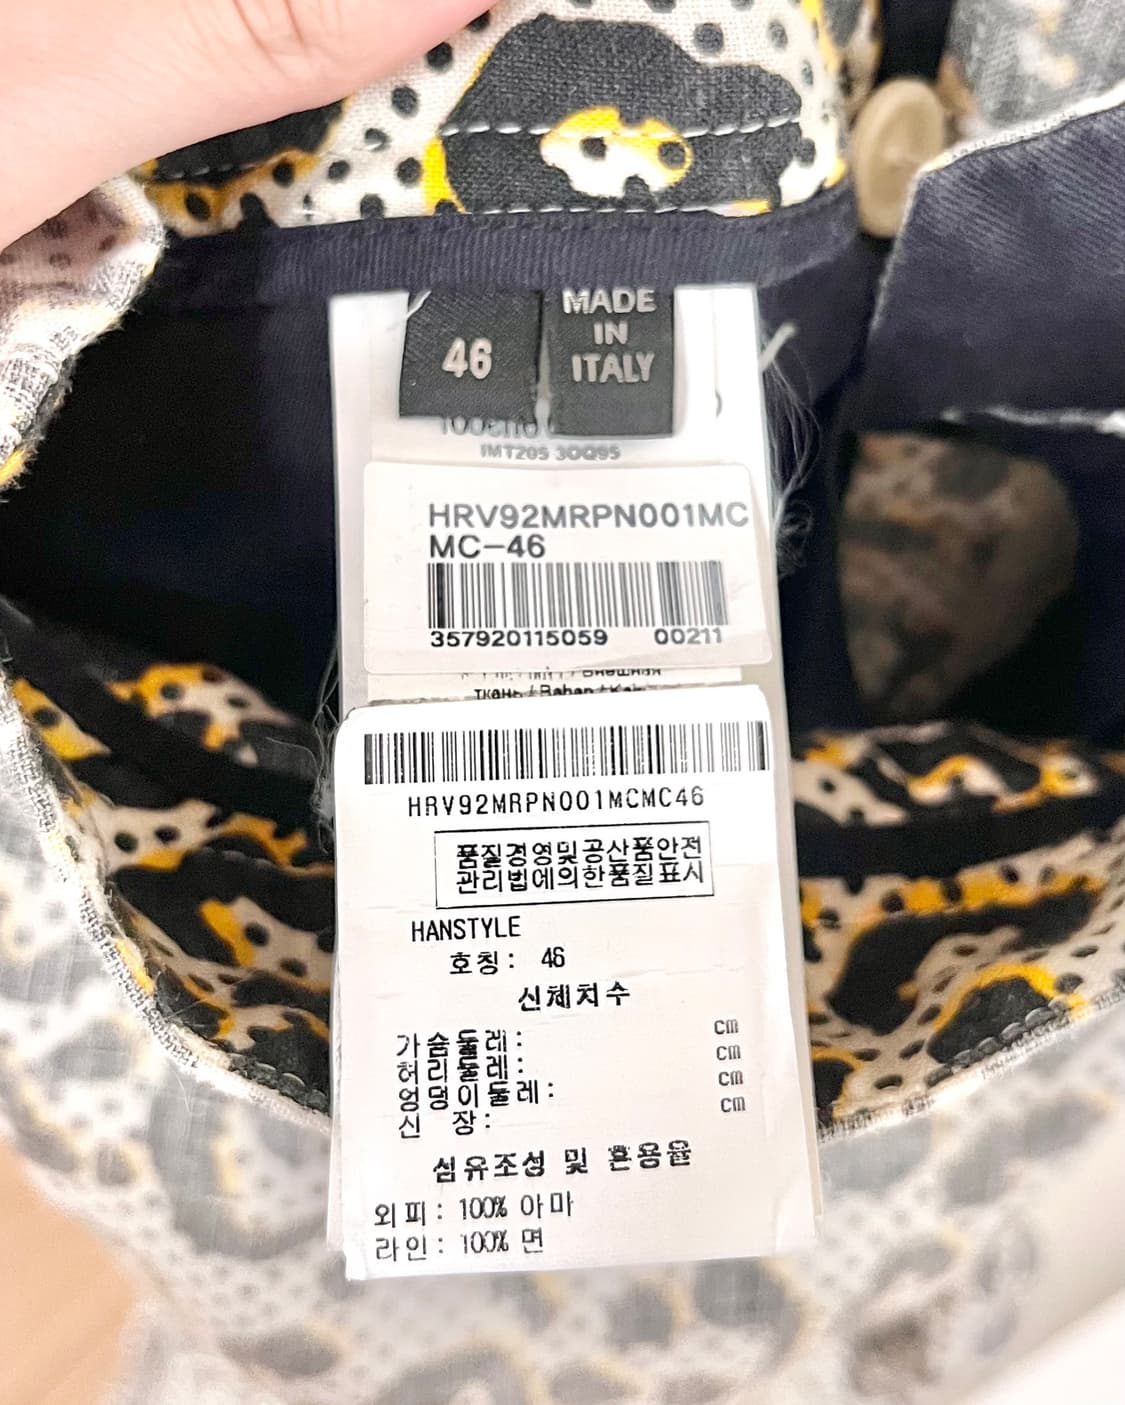 46
MADE
IN
ITALY
IMT205 3OQ95
HRV92MRPN001MC
MC-46
357920115059 00211
HRV92MRPN001MCMC46
품질경영및공산품안전
관리법에의한품질표시
HANSTYLE
호칭: 46
신체치수
가슴둘레: cm
허리둘레: cm
엉덩이둘레: cm
신 장: cm
섬유조성 및 혼용율
외피: 100% 아마
라인: 100% 면